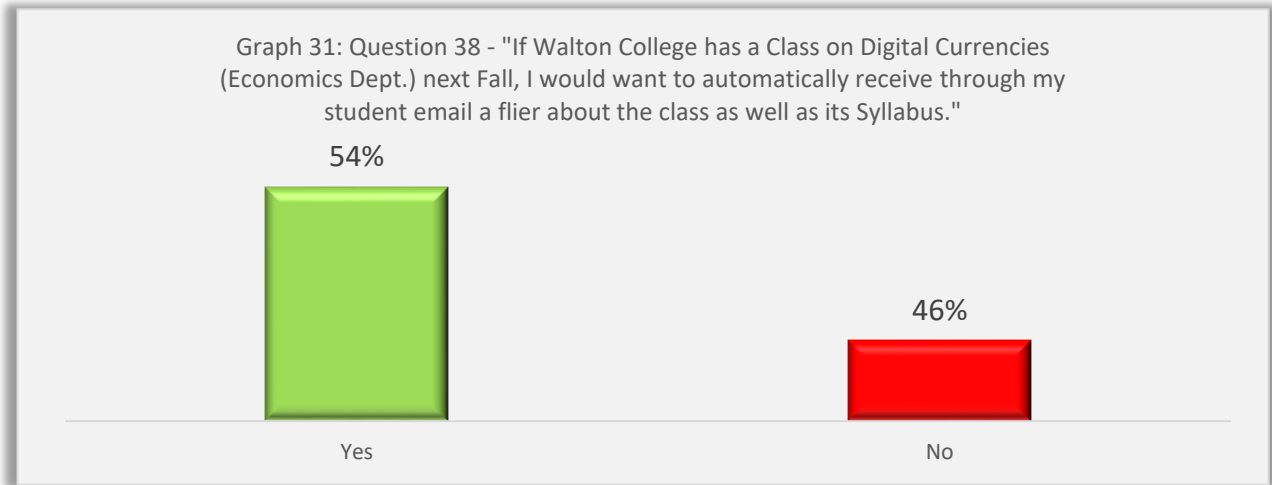 Graph 31: Question 38 - "If Walton College has a Class on Digital Currencies
(Economics Dept.) next Fall, I would want to automatically receive through my
student email a flier about the class as well as its Syllabus."
54%
46%
Yes
No